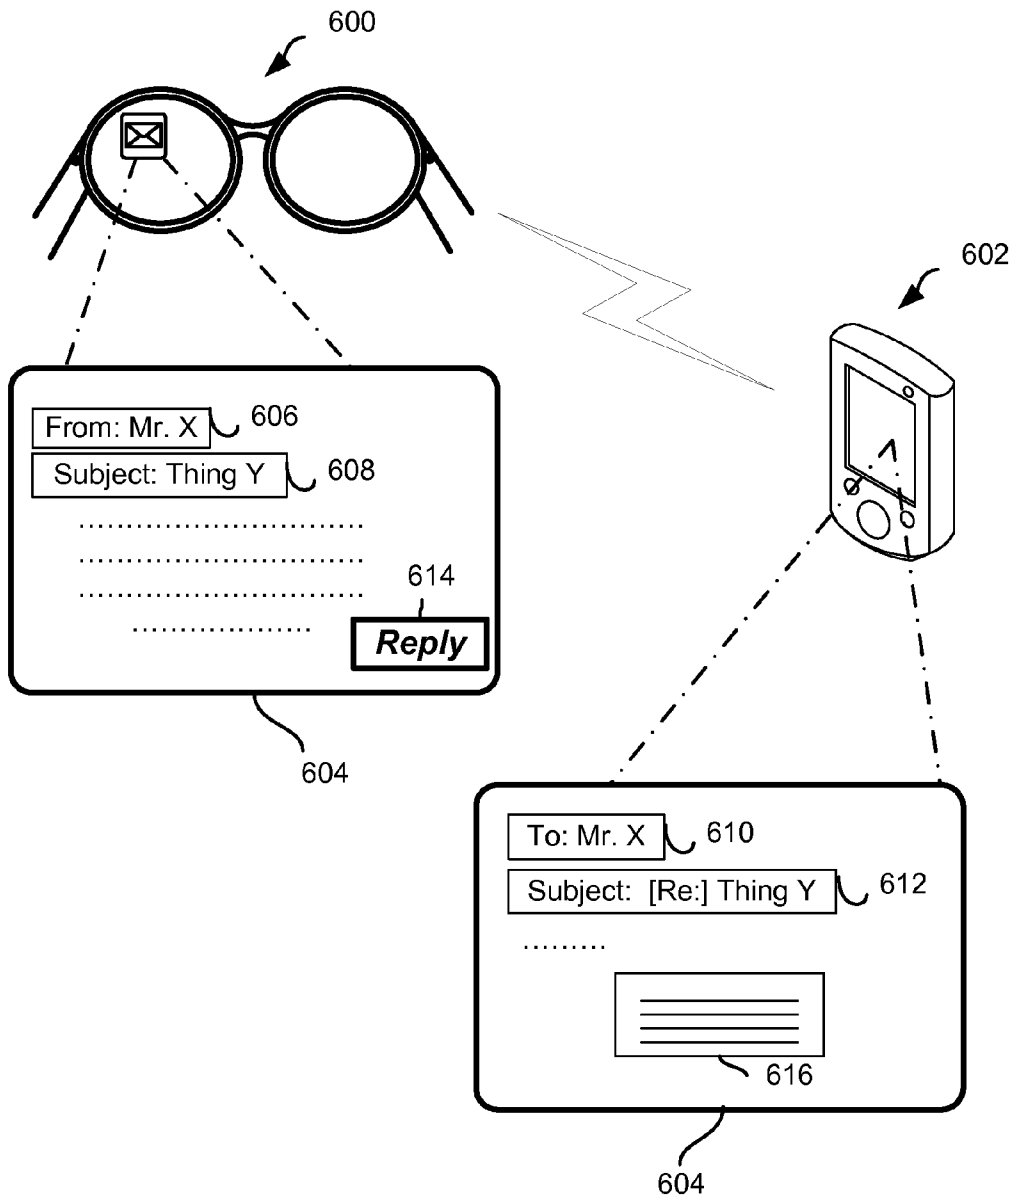 600
602
From: Mr. X
606
Subject: Thing Y
608
614
Reply
604
To: Mr. X
610
Subject: [Re:] Thing Y
612
616
604